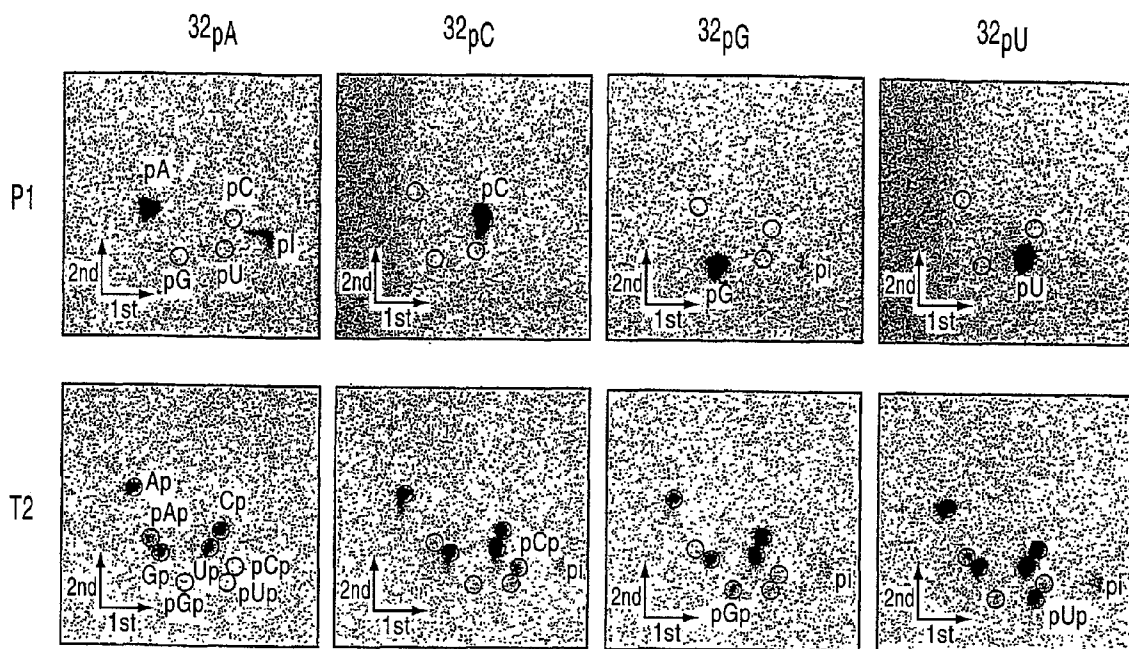 32pA 32pC 32pG 32pU
P1
pA pC pI pG pU 2nd 1st
pC 2nd 1st
pi pG 2nd 1st
pU 2nd 1st
T2
Ap Cp pAp Gp Up pCp pGp pUp 2nd 1st
pCp pi 2nd 1st
pi pGp 2nd 1st
pi pUp 2nd 1st